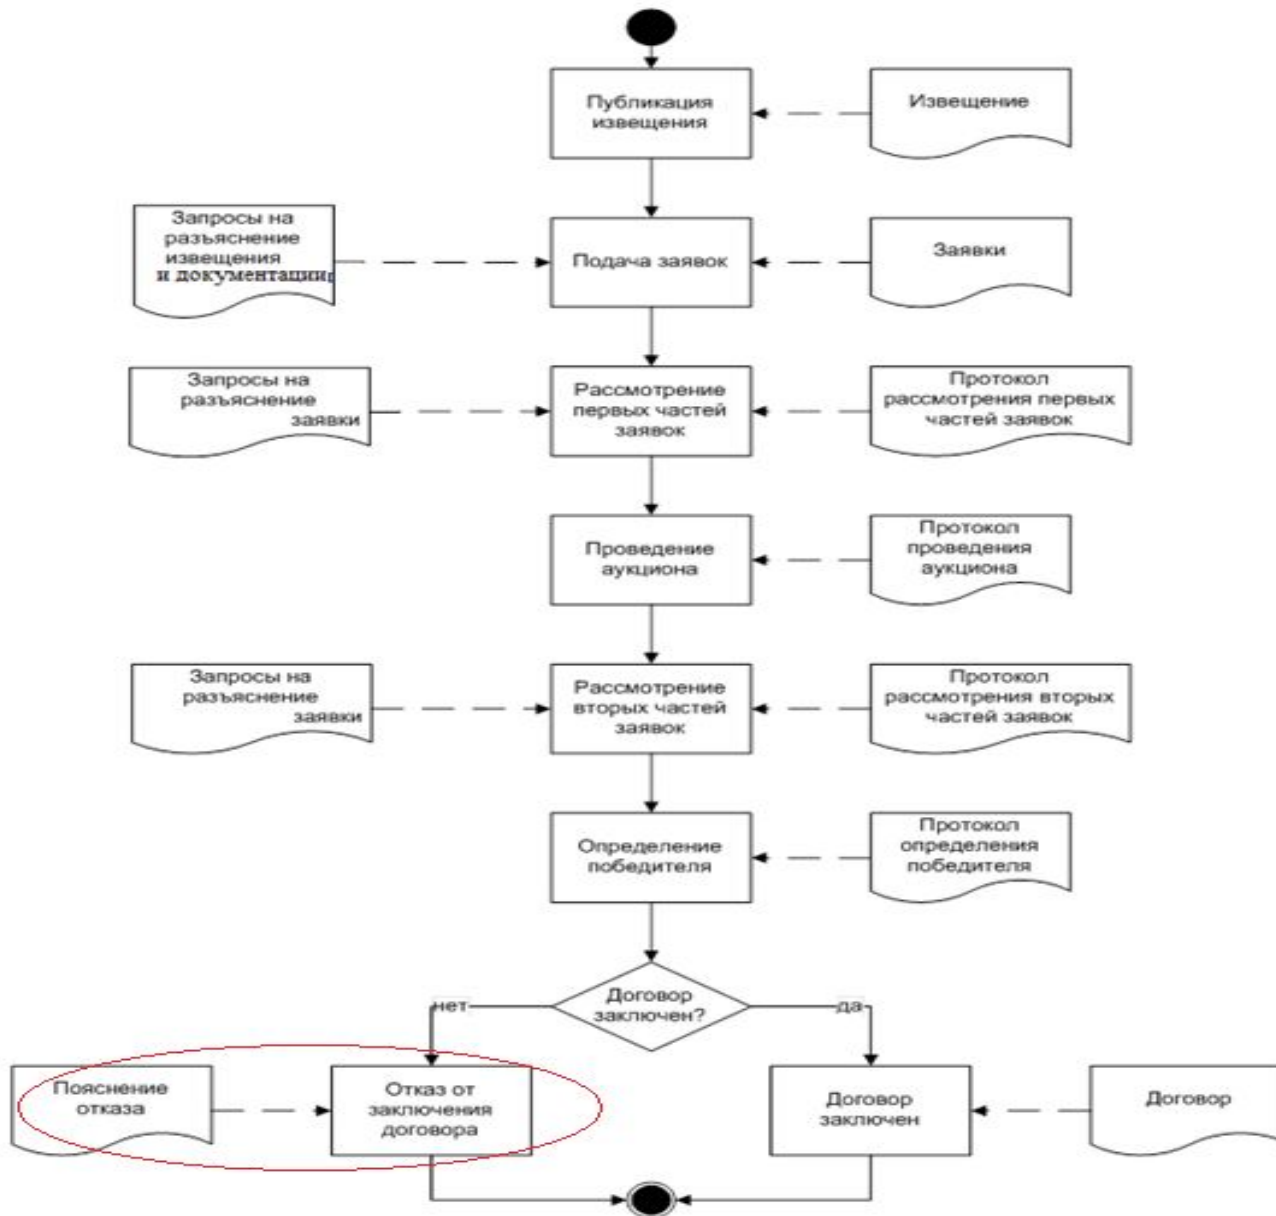 Публикация
извещения
Извещение
Запросы на
разъяснение
извещения
и документации
Подача заявок
Заявки
Запросы на
разъяснение
заявки
Рассмотрение
первых частей
заявок
Протокол
рассмотрения первых
частей заявок
Проведение
аукциона
Протокол
проведения
аукциона
Запросы на
разъяснение
заявки
Рассмотрение
вторых частей
заявок
Протокол
рассмотрения вторых
частей заявок
Определение
победителя
Протокол
определения
победителя
Договор
заключен?
нет
да
Пояснение
отказа
Отказ от
заключения
договора
Договор
заключен
Договор